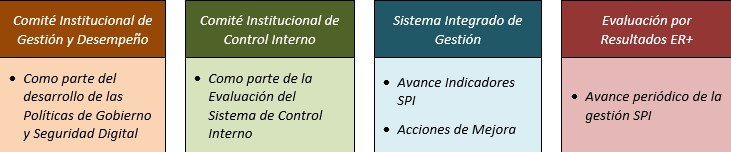 Comité Institucional de
Gestión y Desempeño
• Como parte del
desarrollo de las
Políticas de Gobierno
y Seguridad Digital
Comité Institucional de
Control Interno
• Como parte de la
Evaluación del
Sistema de Control
Interno
Sistema Integrado de
Gestión
• Avance Indicadores
SPI
• Acciones de Mejora
Evaluación por
Resultados ER+
• Avance periódico de la
gestión SPI